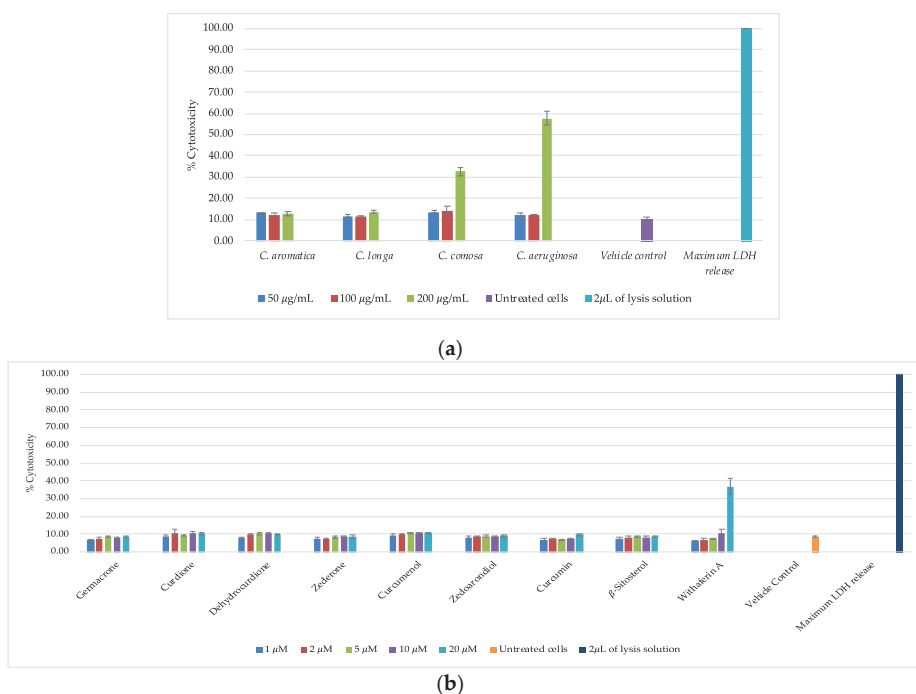 100.00
90.00
80.00
70.00
60.00
50.00
40.00
30.00
20.00
10.00
0.00
% Cytotoxicity
C. aromatica C. longa C. comosa C. aeruginosa Vehicle control Maximum LDH
release
50 µg/mL 100 µg/mL 200 µg/mL Untreated cells 2µL of lysis solution
(a)
100.00
90.00
80.00
70.00
60.00
50.00
40.00
30.00
20.00
10.00
0.00
% Cytotoxicity
Germacrone
Curdione
Dehydrocurdione
Zederone
Curcumenol
Zedoarondiol
Curcumin
β-Sitosterol
Withaferin A
Vehicle Control
Maximum LDH release
1 µM 2 µM 5 µM 10 µM 20 µM Untreated cells 2µL of lysis solution
(b)